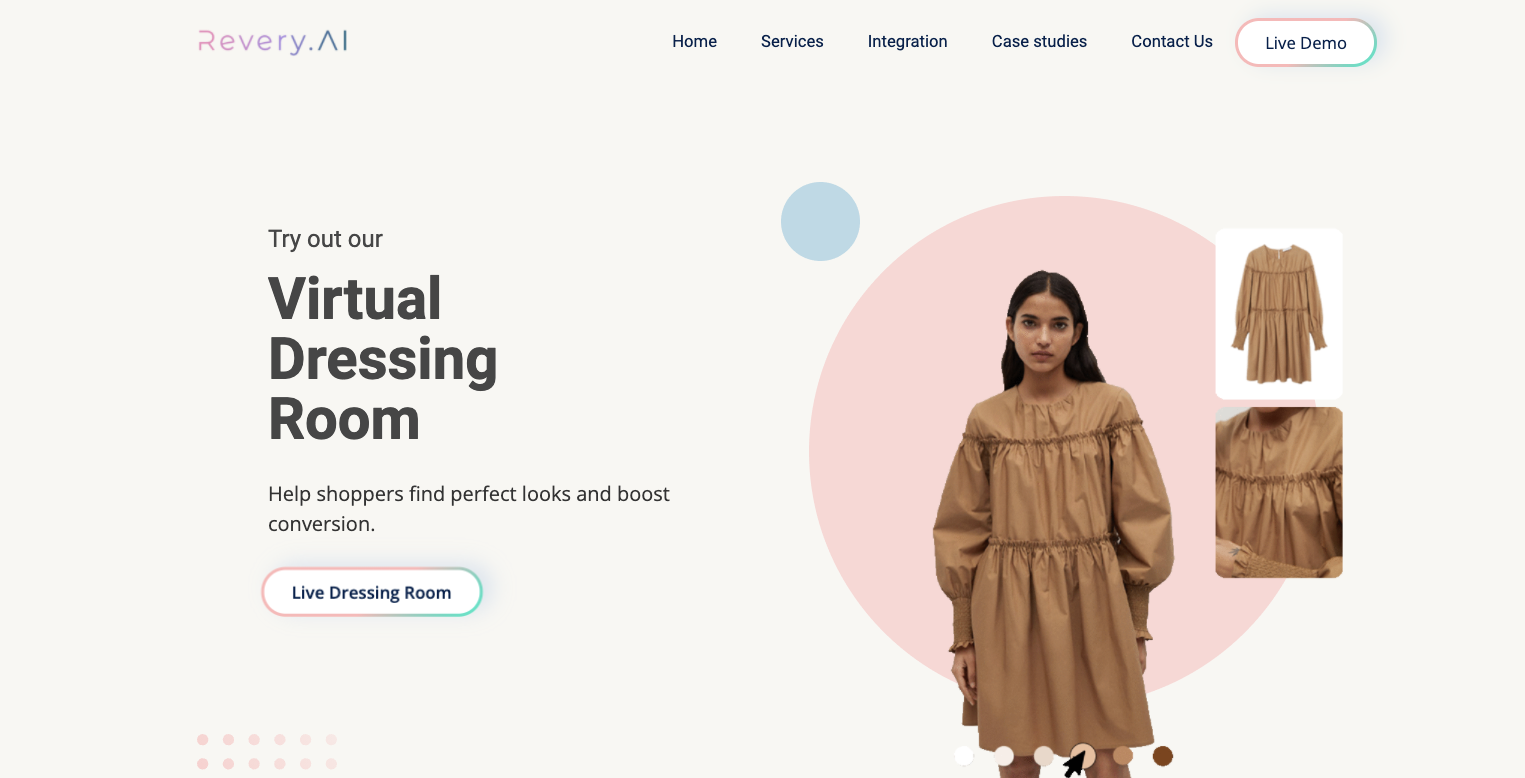 Revery.AI
Home
Services
Integration
Case studies
Contact Us
Live Demo
Try out our
Virtual
Dressing
Room
Help shoppers find perfect looks and boost
conversion.
Live Dressing Room